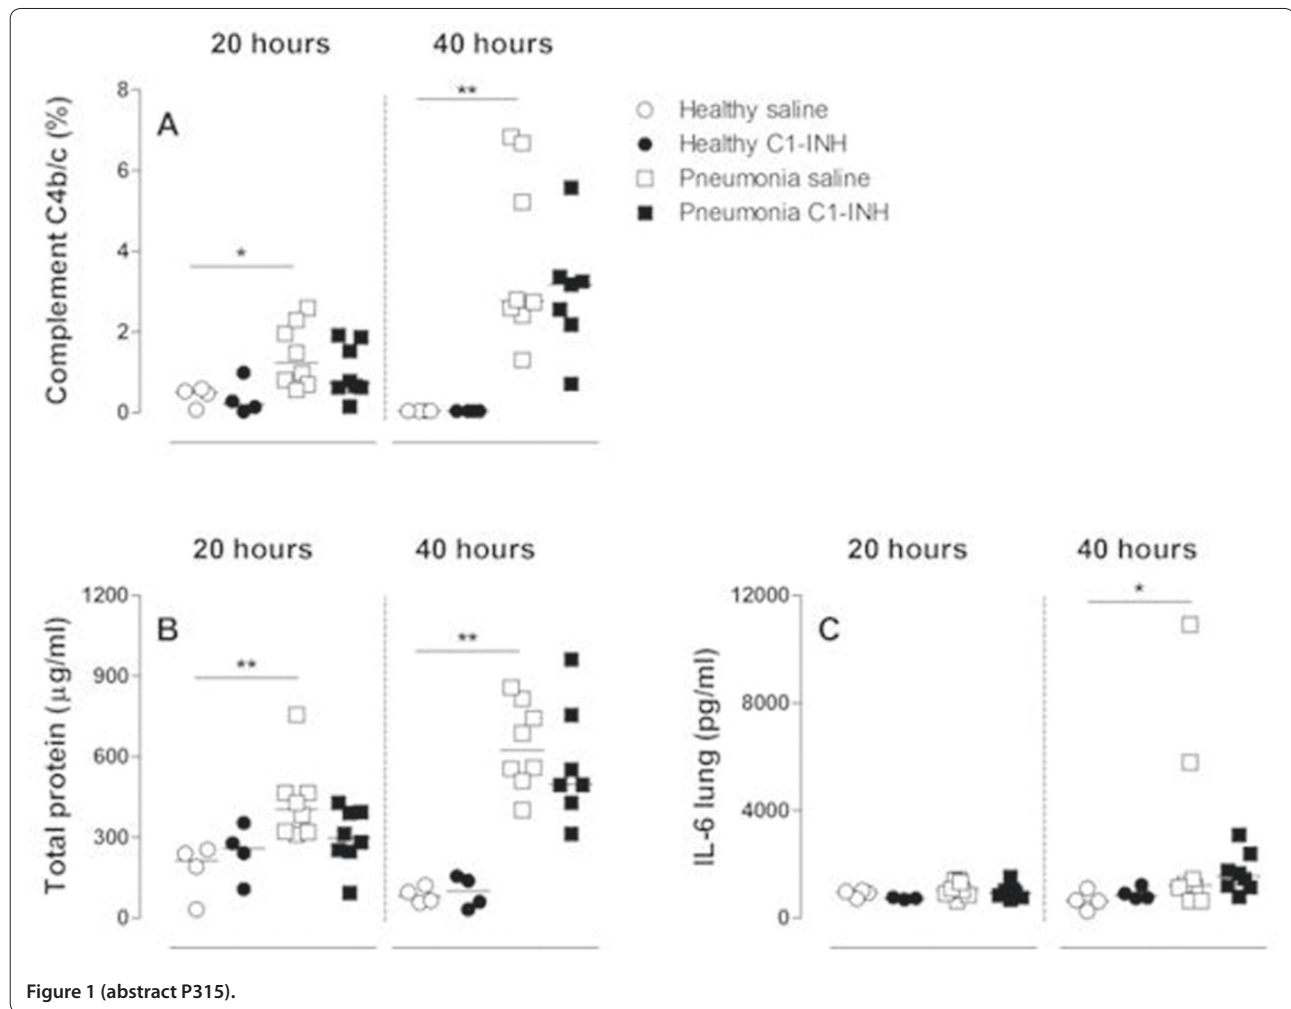 20 hours 40 hours
Complement C4b/c (%)
8
6
4
2
0
A
*
**
Healthy saline
Healthy C1-INH
Pneumonia saline
Pneumonia C1-INH
20 hours 40 hours
Total protein (µg/ml)
1200
900
600
300
0
B
**
**
20 hours 40 hours
IL-6 lung (pg/ml)
12000
8000
4000
0
C
*
Figure 1 (abstract P315).